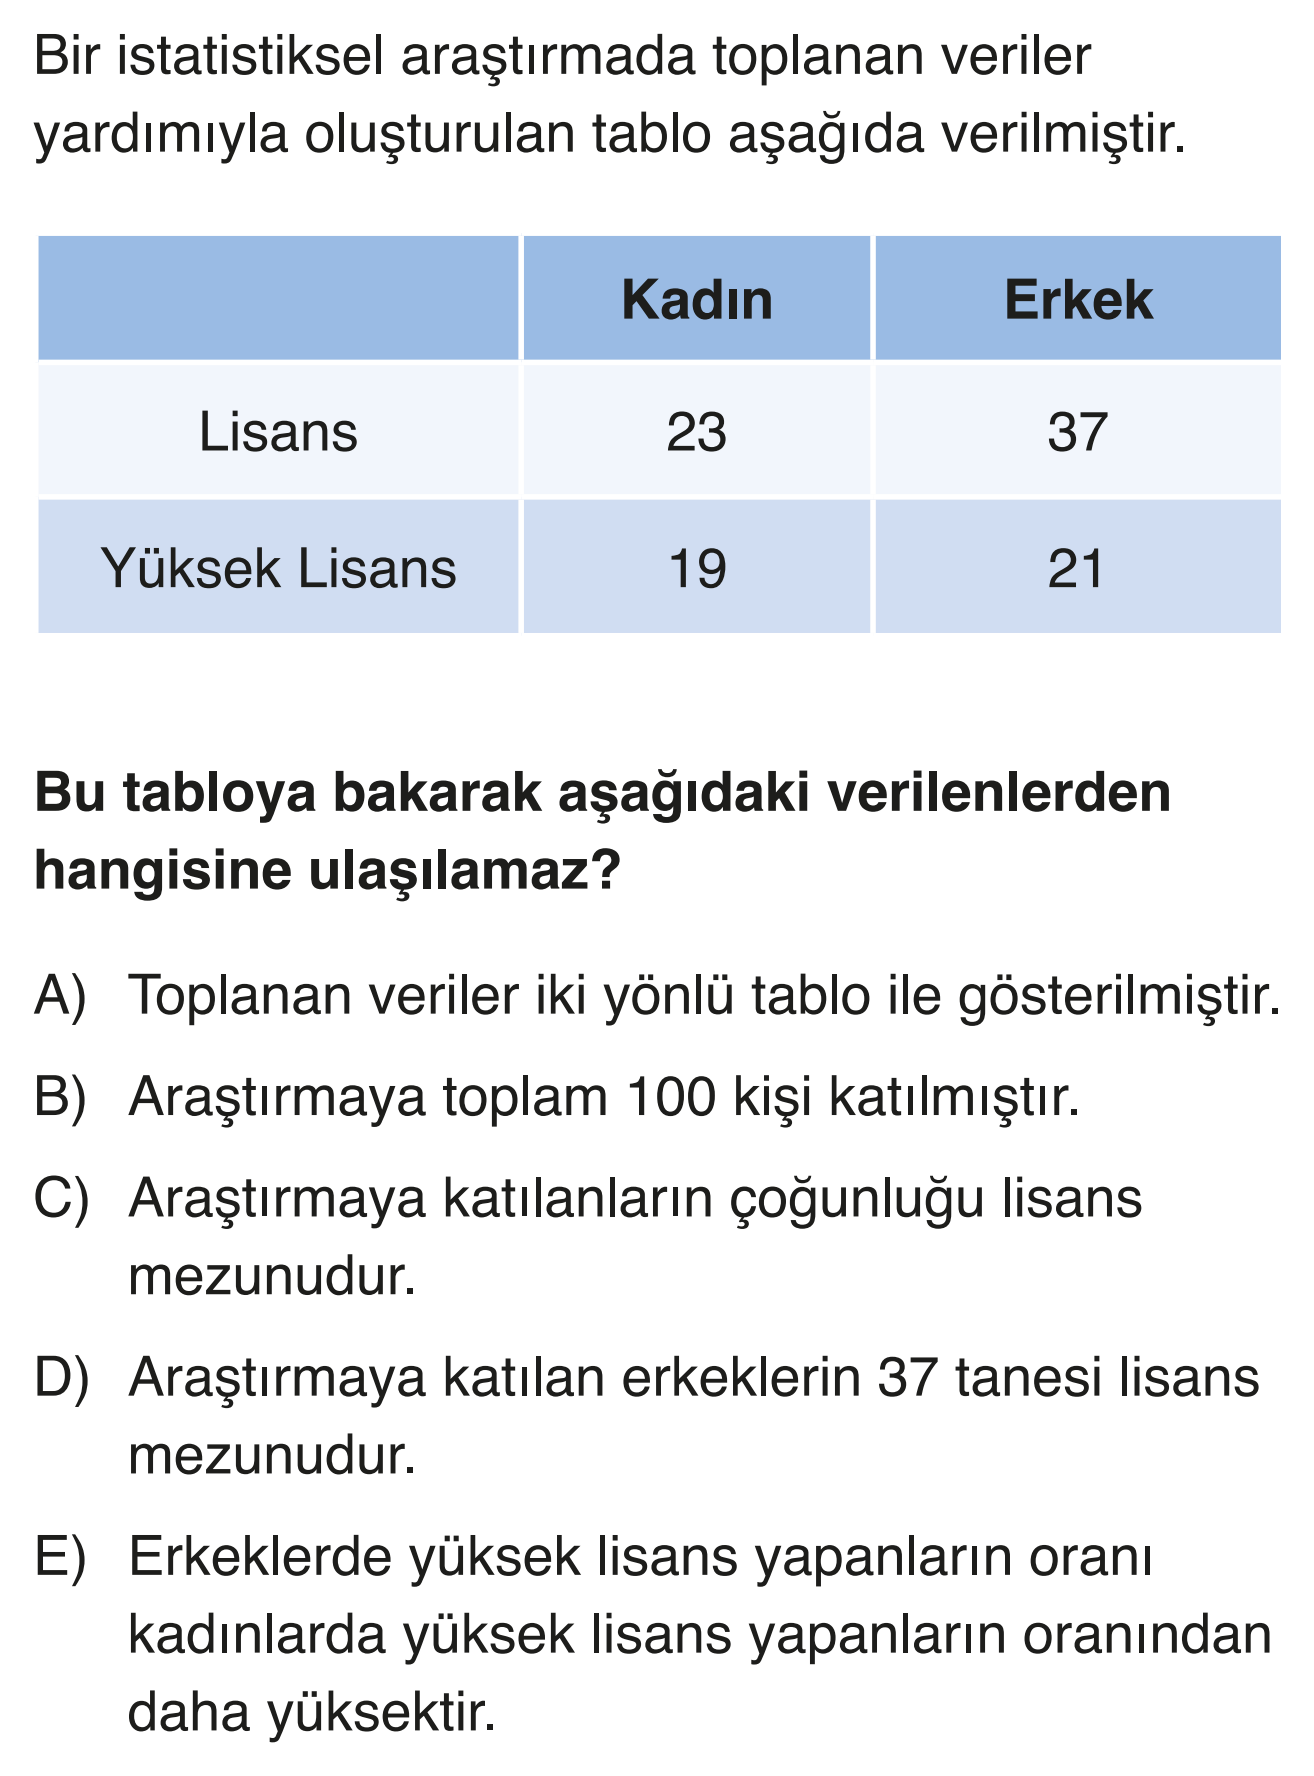 Bir istatistiksel araştırmada toplanan veriler
yardımıyla oluşturulan tablo aşağıda verilmiştir.
Kadın Erkek
Lisans 23 37
Yüksek Lisans 19 21
Bu tabloya bakarak aşağıdaki verilenlerden
hangisine ulaşılamaz?
A) Toplanan veriler iki yönlü tablo ile gösterilmiştir.
B) Araştırmaya toplam 100 kişi katılmıştır.
C) Araştırmaya katılanların çoğunluğu lisans
mezunudur.
D) Araştırmaya katılan erkeklerin 37 tanesi lisans
mezunudur.
E) Erkeklerde yüksek lisans yapanların oranı
kadınlarda yüksek lisans yapanların oranından
daha yüksektir.